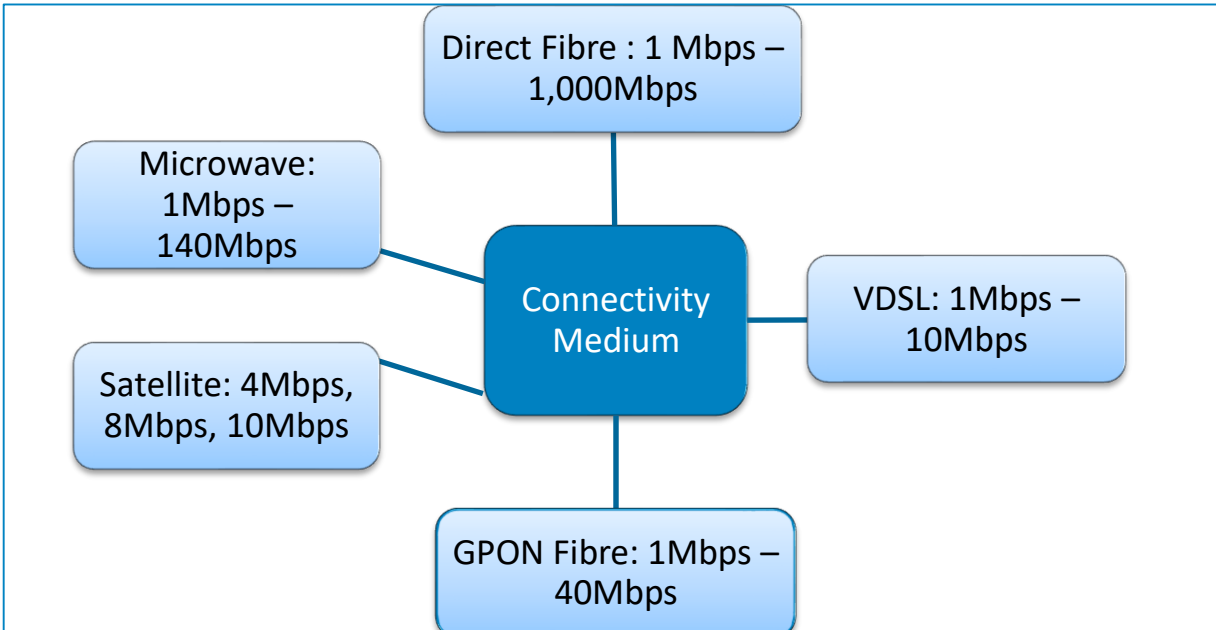 Direct Fibre : 1 Mbps –
1,000Mbps
Microwave:
1Mbps –
140Mbps
Connectivity
Medium
VDSL: 1Mbps –
10Mbps
Satellite: 4Mbps,
8Mbps, 10Mbps
GPON Fibre: 1Mbps –
40Mbps